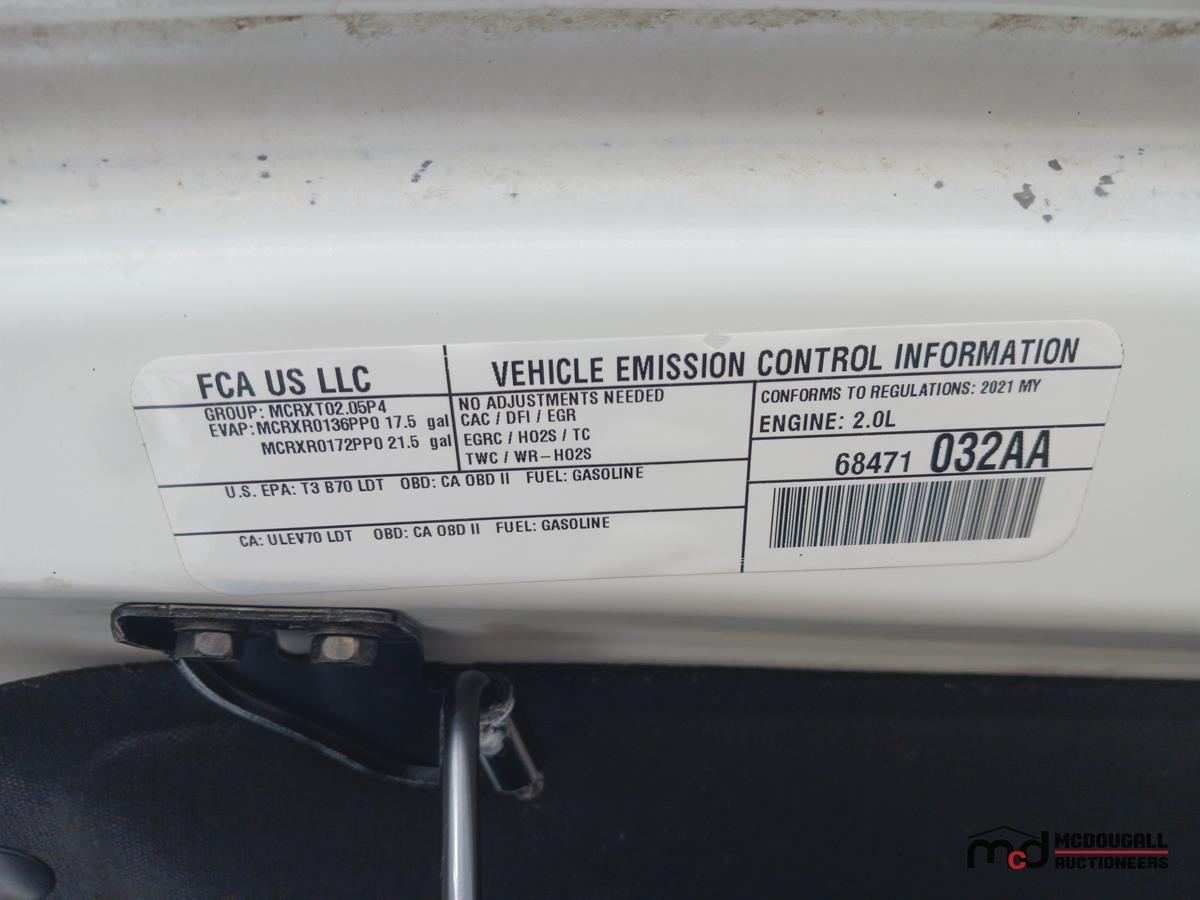 FCA US LLC
GROUP: MCRXT02.05P4
EVAP: MCRXR0136PP0 17.5 gal
MCRXR0172PP0 21.5 gal
VEHICLE EMISSION CONTROL INFORMATION
NO ADJUSTMENTS NEEDED
CAC / DFI / EGR
EGRC / HO2S / TC
TWC / WR-HO2S
CONFORMS TO REGULATIONS: 2021 MY
ENGINE: 2.0L
68471 032AA
U.S. EPA: T3 B70 LDT OBD: CA OBD II FUEL: GASOLINE
CA: ULEV70 LDT OBD: CA OBD II FUEL: GASOLINE
mcd MCDOUGALL
AUCTIONEERS